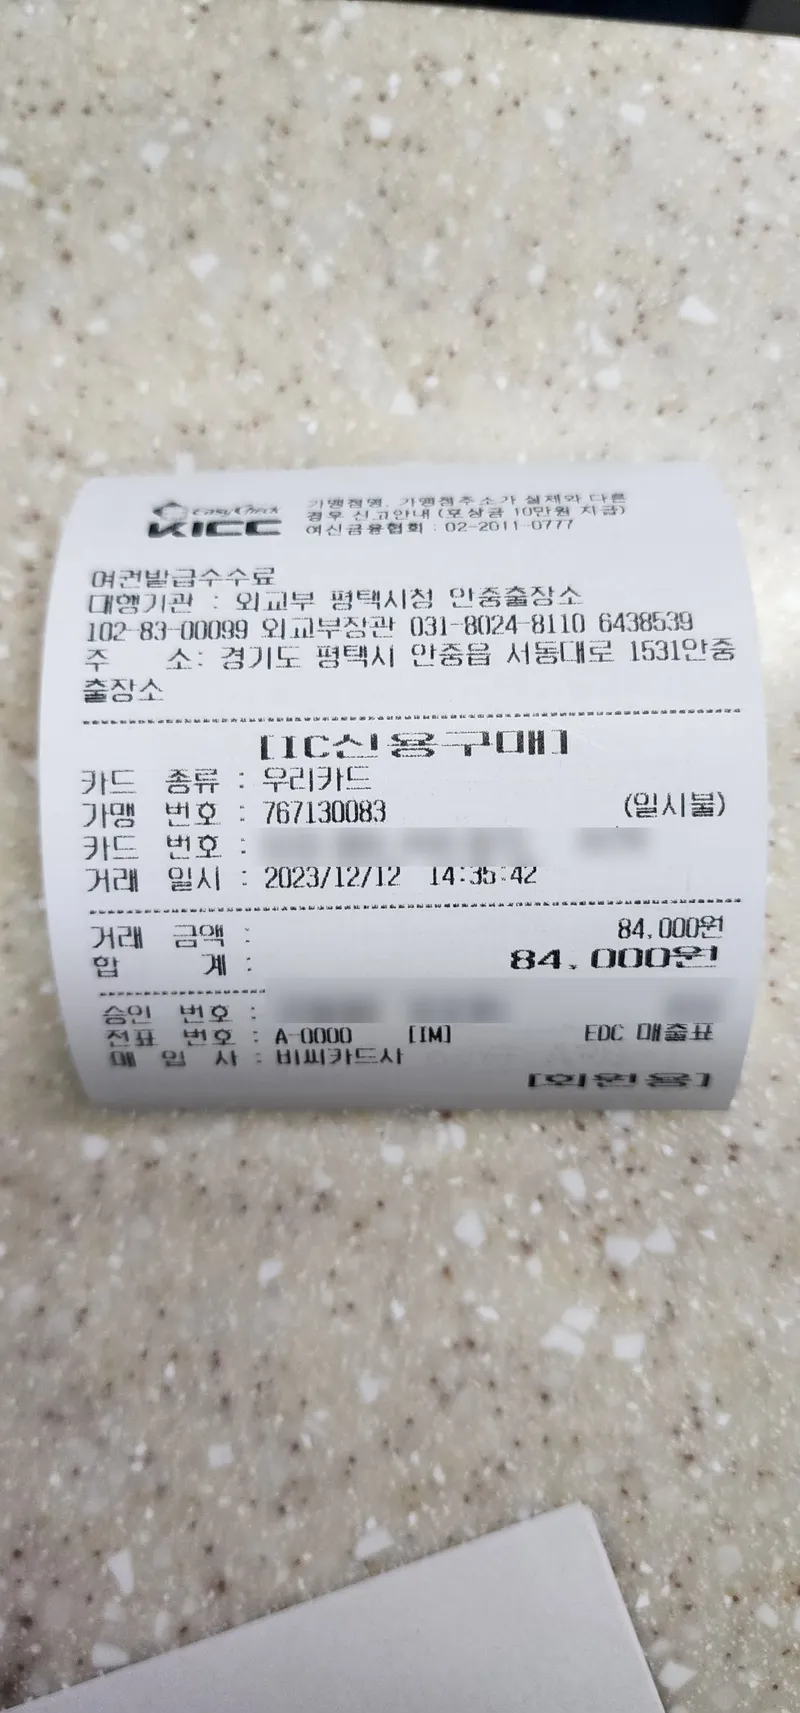 EasyCheck
KICC
가맹점명, 가맹점주소가 실제와 다른
경우 신고안내 (포상금 10만원 지급)
여신금융협회 : 02-2011-0777
여권발급수수료
대행기관 : 외교부 평택시청 안중출장소
102-83-00099 외교부장관 031-8024-8110 6438539
주 소: 경기도 평택시 안중읍 서동대로 1531안중
출장소
[IC신용구매]
카드 종류 : 우리카드
가맹 번호 : 767130083 (일시불)
카드 번호 :
거래 일시 : 2023/12/12 14:35:42
거래 금액 : 84,000원
합 계 : 84,000원
승인 번호 :
전표 번호 : A-0000 [IM] EDC 매출표
매 입 사 : 비씨카드사
[회원용]